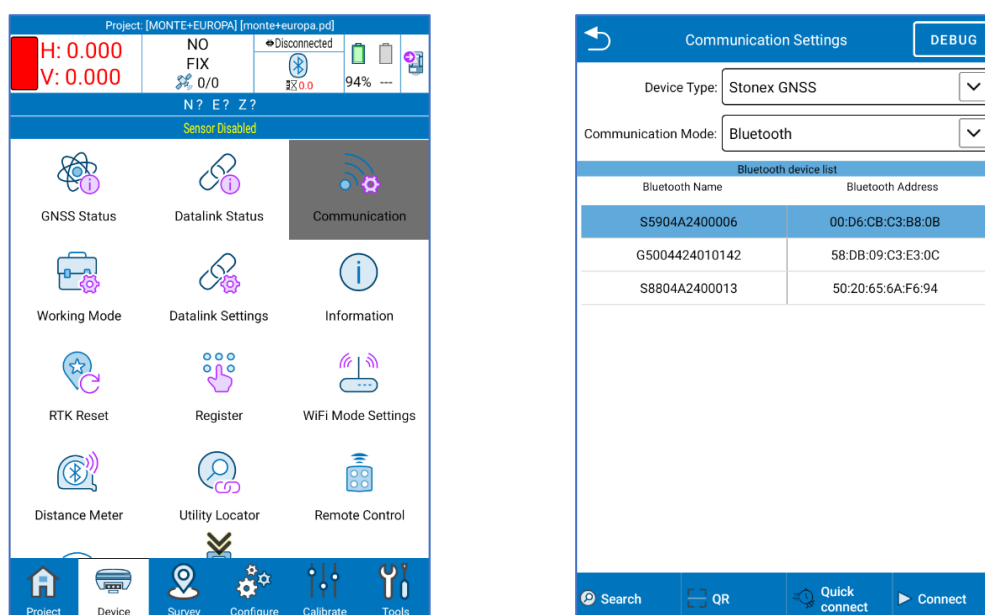 Project: [MONTE+EUROPA] [monte+europa.pd]
H: 0.000
V: 0.000
NO
FIX
0/0
Disconnected
0.0
94%
---
N? E? Z?
Sensor Disabled
GNSS Status
Datalink Status
Communication
Working Mode
Datalink Settings
Information
RTK Reset
Register
WiFi Mode Settings
Distance Meter
Utility Locator
Remote Control
Project
Device
Survey
Configure
Calibrate
Tools
Communication Settings
DEBUG
Device Type: Stonex GNSS
Communication Mode: Bluetooth
Bluetooth device list
Bluetooth Name Bluetooth Address
S5904A2400006 00:D6:CB:C3:B8:0B
G5004424010142 58:DB:09:C3:E3:0C
S8804A2400013 50:20:65:6A:F6:94
Search
QR
Quick
connect
Connect